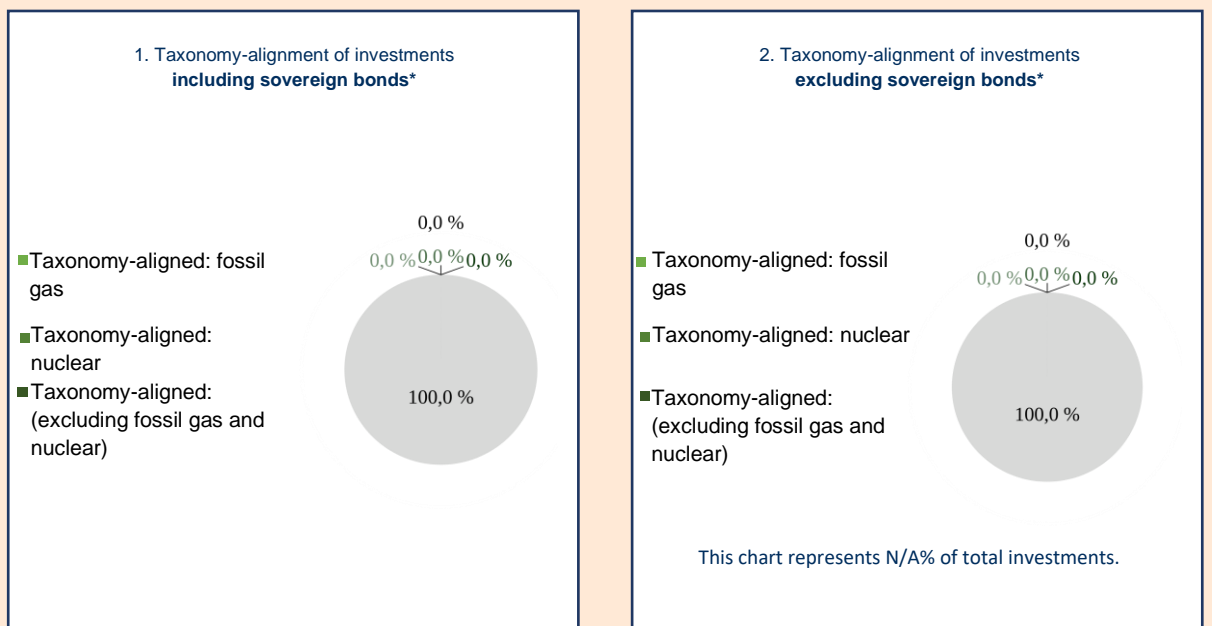 1. Taxonomy-alignment of investments
including sovereign bonds*
0,0 %
0,0 % 0,0 % 0,0 %
Taxonomy-aligned: fossil
gas
Taxonomy-aligned:
nuclear
Taxonomy-aligned:
(excluding fossil gas and
nuclear)
100,0 %
2. Taxonomy-alignment of investments
excluding sovereign bonds*
0,0 %
0,0 % 0,0 % 0,0 %
Taxonomy-aligned: fossil
gas
Taxonomy-aligned: nuclear
Taxonomy-aligned:
(excluding fossil gas and
nuclear)
100,0 %
This chart represents N/A% of total investments.